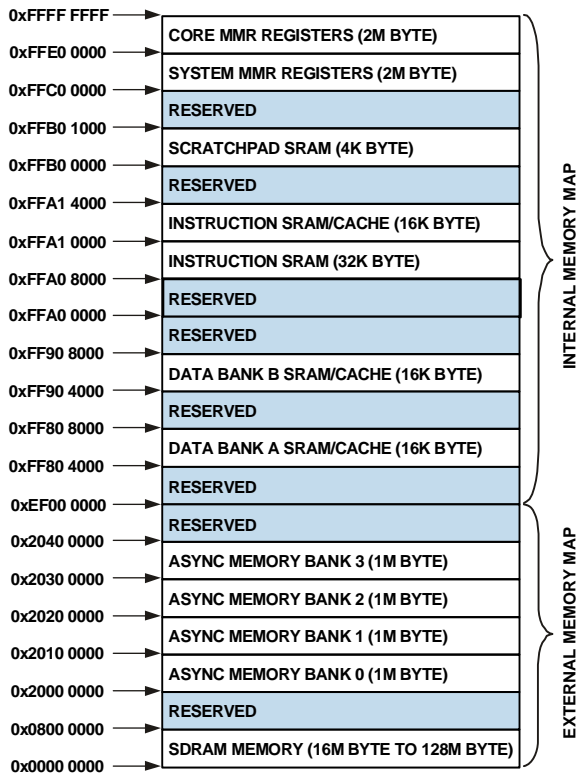 0xFFFF FFFF
CORE MMR REGISTERS (2M BYTE)
0xFFE0 0000
SYSTEM MMR REGISTERS (2M BYTE)
0xFFC0 0000
RESERVED
0xFFB0 1000
SCRATCHPAD SRAM (4K BYTE)
0xFFB0 0000
RESERVED
0xFFA1 4000
INSTRUCTION SRAM/CACHE (16K BYTE)
0xFFA1 0000
INSTRUCTION SRAM (32K BYTE)
0xFFA0 8000
RESERVED
0xFFA0 0000
RESERVED
0xFF90 8000
DATA BANK B SRAM/CACHE (16K BYTE)
0xFF90 4000
RESERVED
0xFF80 8000
DATA BANK A SRAM/CACHE (16K BYTE)
0xFF80 4000
RESERVED
0xEF00 0000
RESERVED
0x2040 0000
ASYNC MEMORY BANK 3 (1M BYTE)
0x2030 0000
ASYNC MEMORY BANK 2 (1M BYTE)
0x2020 0000
ASYNC MEMORY BANK 1 (1M BYTE)
0x2010 0000
ASYNC MEMORY BANK 0 (1M BYTE)
0x2000 0000
RESERVED
0x0800 0000
SDRAM MEMORY (16M BYTE TO 128M BYTE)
0x0000 0000
INTERNAL MEMORY MAP
EXTERNAL MEMORY MAP